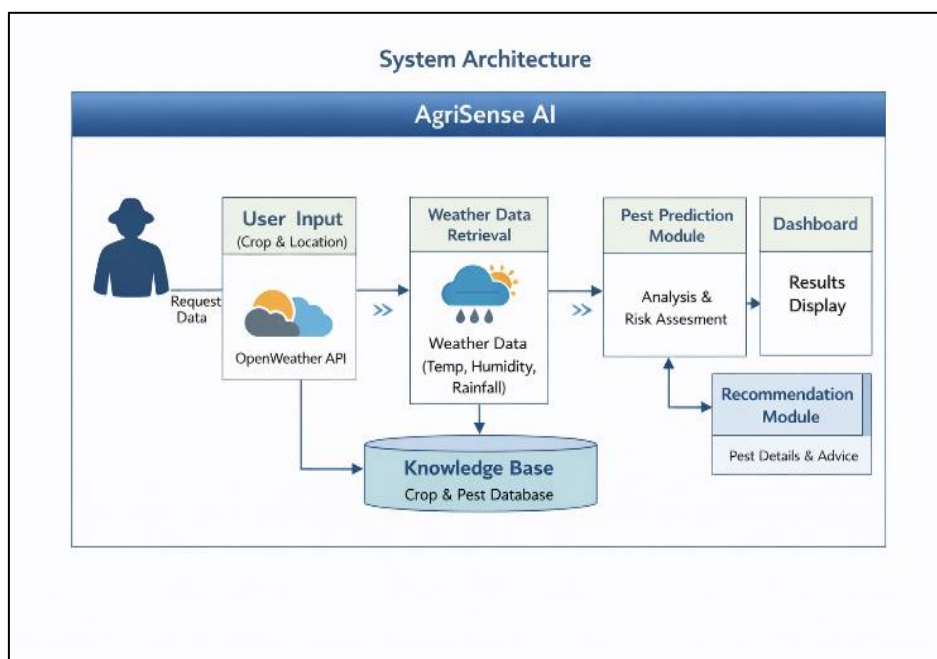 System Architecture
AgriSense AI
User Input
(Crop & Location)
Request
Data
OpenWeather API
Weather Data
Retrieval
Weather Data
(Temp, Humidity,
Rainfall)
Pest Prediction
Module
Analysis &
Risk Assesment
Dashboard
Results
Display
Recommendation
Module
Pest Details & Advice
Knowledge Base
Crop & Pest Database